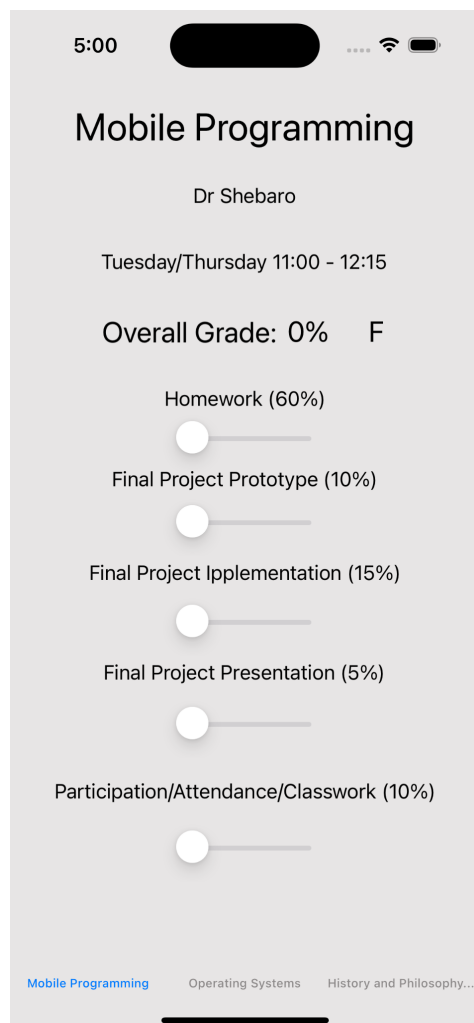 5:00
Mobile Programming
Dr Shebaro
Tuesday/Thursday 11:00 - 12:15
Overall Grade: 0% F
Homework (60%)
Final Project Prototype (10%)
Final Project Ipplementation (15%)
Final Project Presentation (5%)
Participation/Attendance/Classwork (10%)
Mobile Programming Operating Systems History and Philosophy...